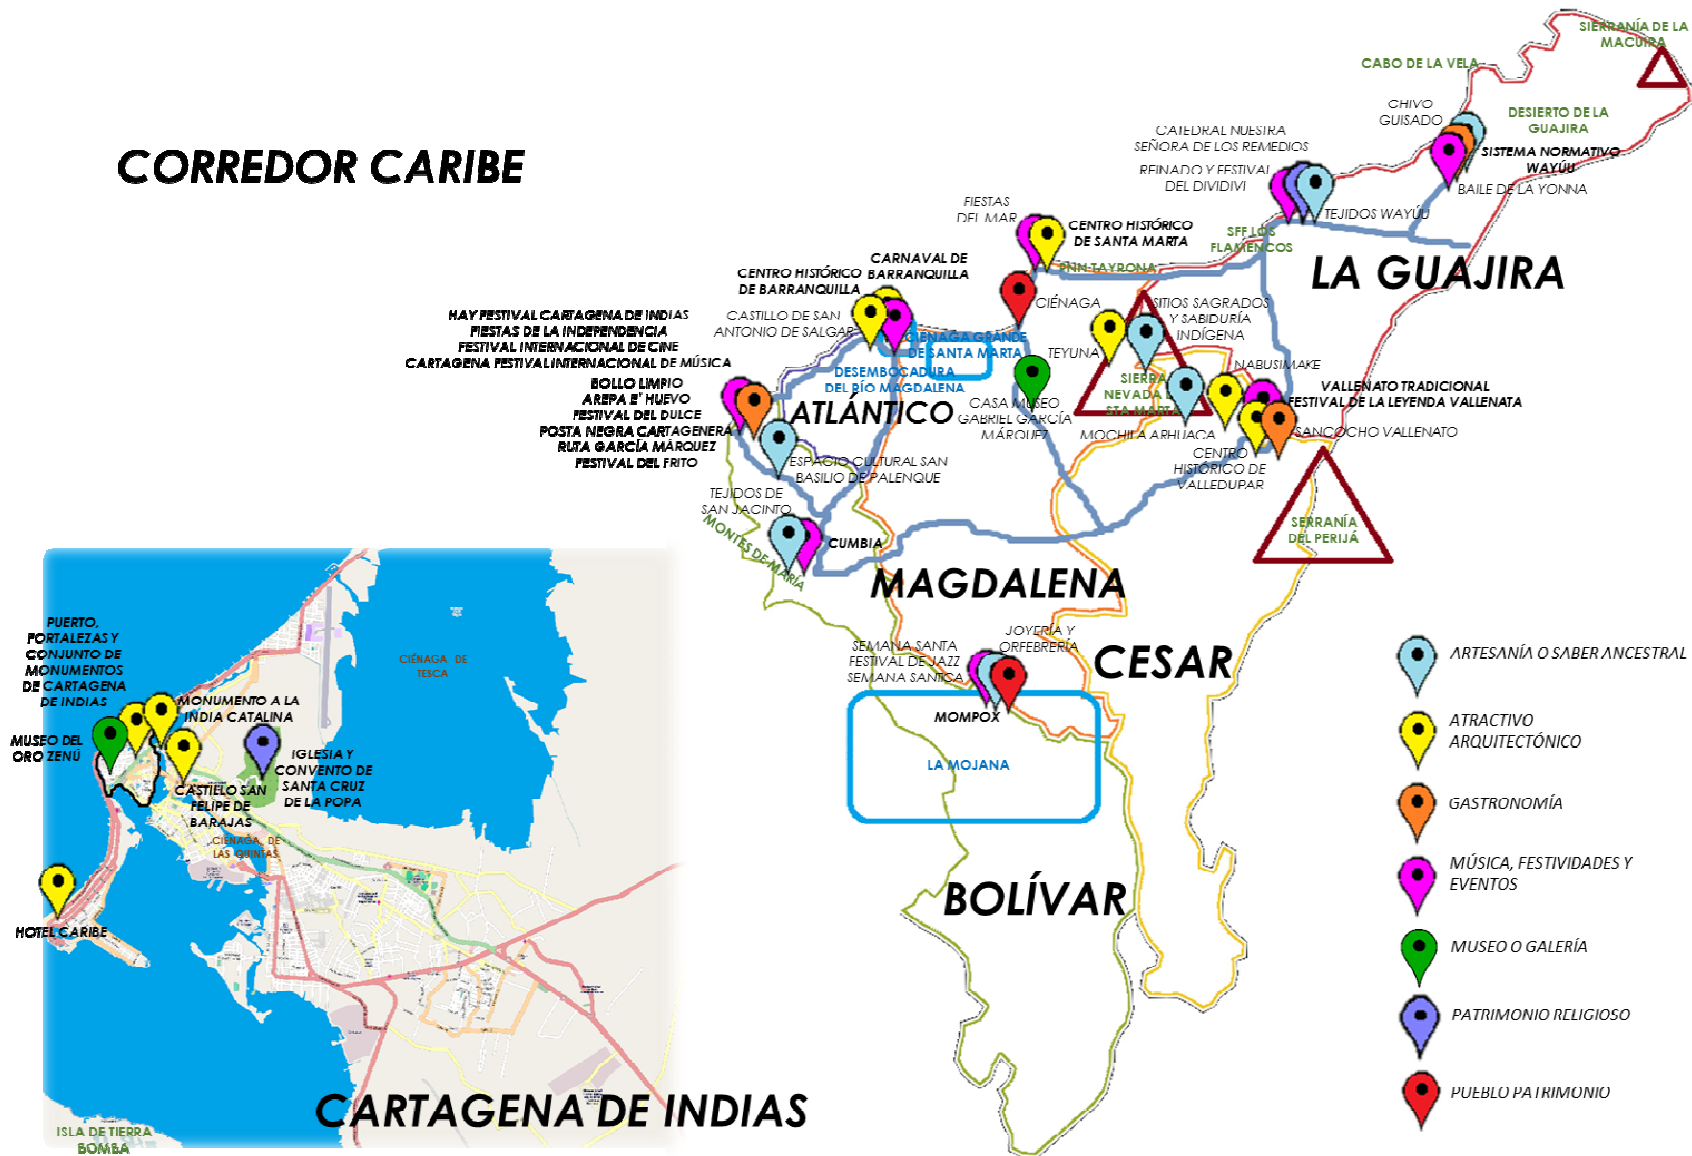 CORREDOR CARIBE
SIERRANÍA DE LA
MACUIRA
CABO DE LA VELA
CHIVO
GUISADO
DESIERTO DE LA
GUAJIRA
CATEDRAL NUESTRA
SEÑORA DE LOS REMEDIOS
SISTEMA NORMATIVO
WAYÚU
REINADO Y FESTIVAL
DEL DIVIDIVI
BAILE DE LA YONNA
TEJIDOS WAYÚU
FIESTAS
DEL MAR
CENTRO HISTÓRICO
DE SANTA MARTA
SFF LOS
FLAMENCOS
PNN TAYRONA
LA GUAJIRA
CARNAVAL DE
BARRANQUILLA
CENTRO HISTÓRICO
DE BARRANQUILLA
CIÉNAGA
SITIOS SAGRADOS
Y SABIDURÍA
INDÍGENA
HAY FESTIVAL CARTAGENA DE INDIAS
FIESTAS DE LA INDEPENDENCIA
FESTIVAL INTERNACIONAL DE CINE
CARTAGENA FESTIVAL INTERNACIONAL DE MÚSICA
CASTILLO DE SAN
ANTONIO DE SALGAR
CIENAGA GRANDE
DE SANTA MARTA
TEYUNA
NABUSIMAKE
DESEMBOCADURA
DEL RÍO MAGDALENA
SIERRA
NEVADA DE
STA MARTA
BOLLO LIMPIO
AREPA E' HUEVO
FESTIVAL DEL DULCE
POSTA NEGRA CARTAGENERA
RUTA GARCÍA MÁRQUEZ
FESTIVAL DEL FRITO
ATLÁNTICO
CASA MUSEO
GABRIEL GARCÍA
MÁRQUEZ
MOCHILA ARHUACA
VALLENATO TRADICIONAL
FESTIVAL DE LA LEYENDA VALLENATA
SANCOCHO VALLENATO
CENTRO
HISTÓRICO DE
VALLEDUPAR
ESPACIO CULTURAL SAN
BASILIO DE PALENQUE
TEJIDOS DE
SAN JACINTO
MONTES DE MARÍA
CUMBIA
SERRANÍA
DEL PERIJÁ
MAGDALENA
SEMANA SANTA
FESTIVAL DE JAZZ
SEMANA SANTICA
JOYERÍA Y
ORFEBRERÍA
CESAR
MOMPOX
LA MOJANA
BOLÍVAR
PUERTO,
FORTALEZAS Y
CONJUNTO DE
MONUMENTOS
DE CARTAGENA
DE INDIAS
CIÉNAGA DE
TESCA
MONUMENTO A LA
INDIA CATALINA
MUSEO DEL
ORO ZENÚ
IGLESIA Y
CONVENTO DE
SANTA CRUZ
DE LA POPA
CASTILLO SAN
FELIPE DE
BARAJAS
CIÉNAGA DE
LAS QUINTAS
HOTEL CARIBE
CARTAGENA DE INDIAS
ISLA DE TIERRA
BOMBA
ARTESANÍA O SABER ANCESTRAL
ATRACTIVO
ARQUITECTÓNICO
GASTRONOMÍA
MÚSICA, FESTIVIDADES Y
EVENTOS
MUSEO O GALERÍA
PATRIMONIO RELIGIOSO
PUEBLO PATRIMONIO